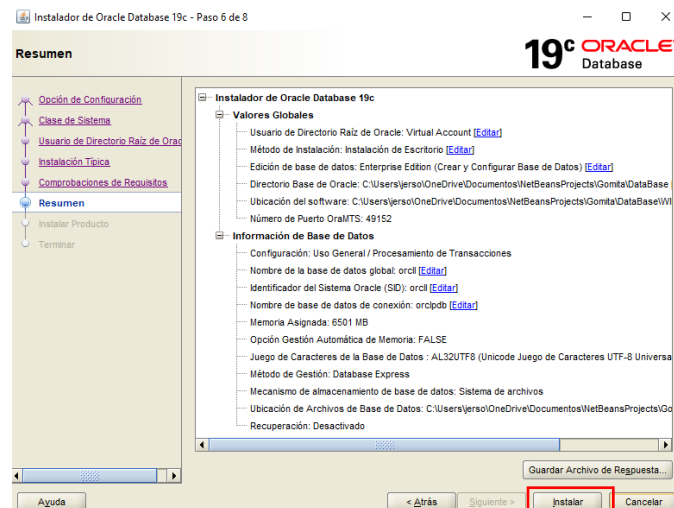 Instalador de Oracle Database 19c - Paso 6 de 8
Resumen
19c ORACLE
Database
Opción de Configuración
Clase de Sistema
Usuario de Directorio Raíz de Orac
Instalación Típica
Comprobaciones de Requisitos
Resumen
Instalar Producto
Terminar
Instalador de Oracle Database 19c
Valores Globales
Usuario de Directorio Raíz de Oracle: Virtual Account [Editar]
Método de Instalación: Instalación de Escritorio [Editar]
Edición de base de datos: Enterprise Edition (Crear y Configurar Base de Datos) [Editar]
Directorio Base de Oracle: C:\Users\jerso\OneDrive\Documentos\NetBeansProjects\Gomita\DataBase [
Ubicación del software: C:\Users\jerso\OneDrive\Documentos\NetBeansProjects\Gomita\DataBase\WI
Número de Puerto OraMTS: 49152
Información de Base de Datos
Configuración: Uso General / Procesamiento de Transacciones
Nombre de la base de datos global: orcll [Editar]
Identificador del Sistema Oracle (SID): orcll [Editar]
Nombre de base de datos de conexión: orclpdb [Editar]
Memoria Asignada: 6501 MB
Opción Gestión Automática de Memoria: FALSE
Juego de Caracteres de la Base de Datos : AL32UTF8 (Unicode Juego de Caracteres UTF-8 Universa
Método de Gestión: Database Express
Mecanismo de almacenamiento de base de datos: Sistema de archivos
Ubicación de Archivos de Base de Datos: C:\Users\jerso\OneDrive\Documentos\NetBeansProjects\Go
Recuperación: Desactivado
Guardar Archivo de Respuesta...
Ayuda
< Atrás
Siguiente >
Instalar
Cancelar